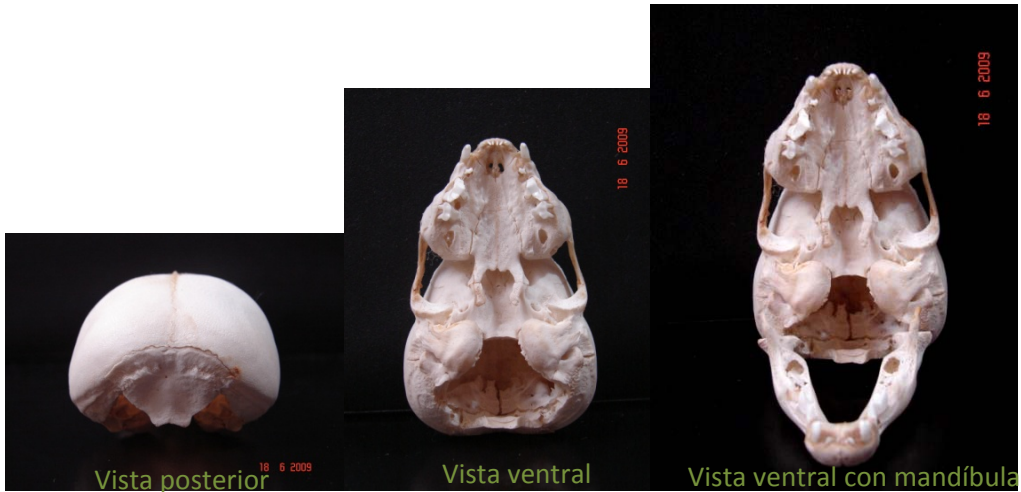 18 6 2009
Vista posterior
18 6 2009
Vista ventral
18 6 2009
Vista ventral con mandíbula